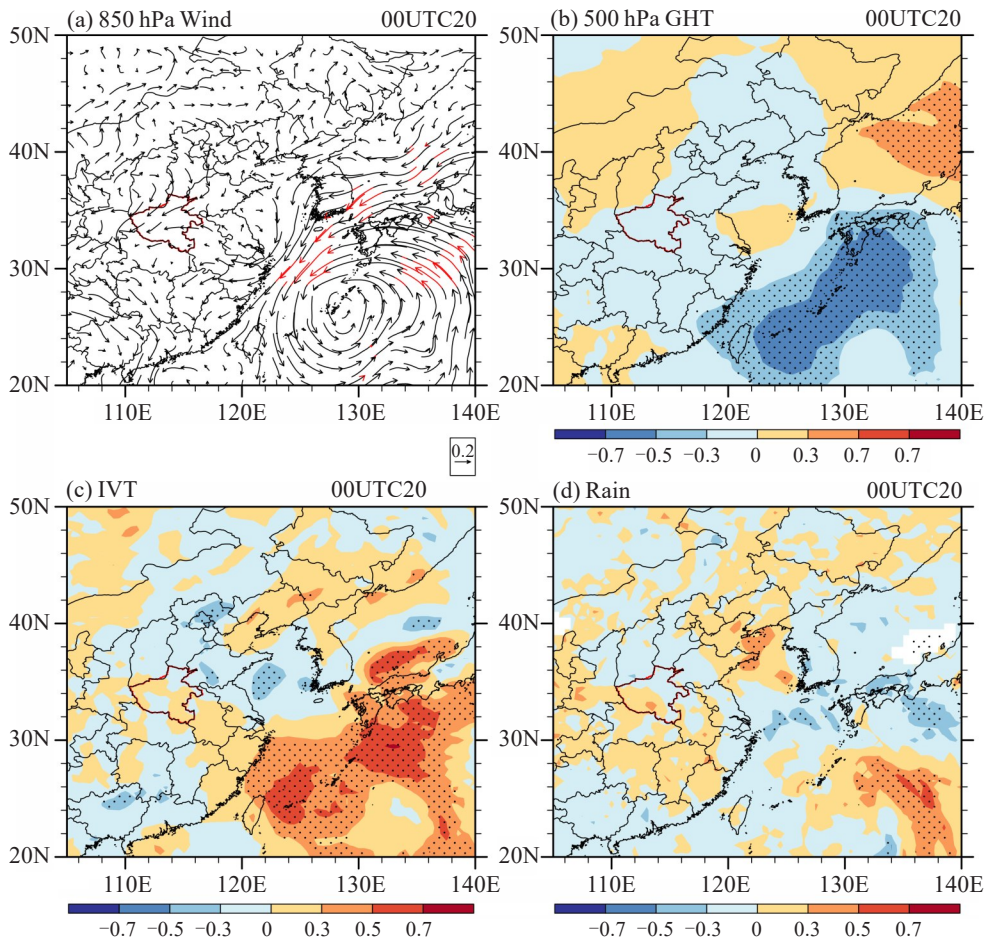 (a) 850 hPa Wind 00UTC20
50N
40N
30N
20N
110E 120E 130E 140E
0.2
(b) 500 hPa GHT 00UTC20
50N
40N
30N
20N
110E 120E 130E 140E
−0.7 −0.5 −0.3 0 0.3 0.7 0.7
(c) IVT 00UTC20
50N
40N
30N
20N
110E 120E 130E 140E
−0.7 −0.5 −0.3 0 0.3 0.5 0.7
(d) Rain 00UTC20
50N
40N
30N
20N
110E 120E 130E 140E
−0.7 −0.5 −0.3 0 0.3 0.5 0.7